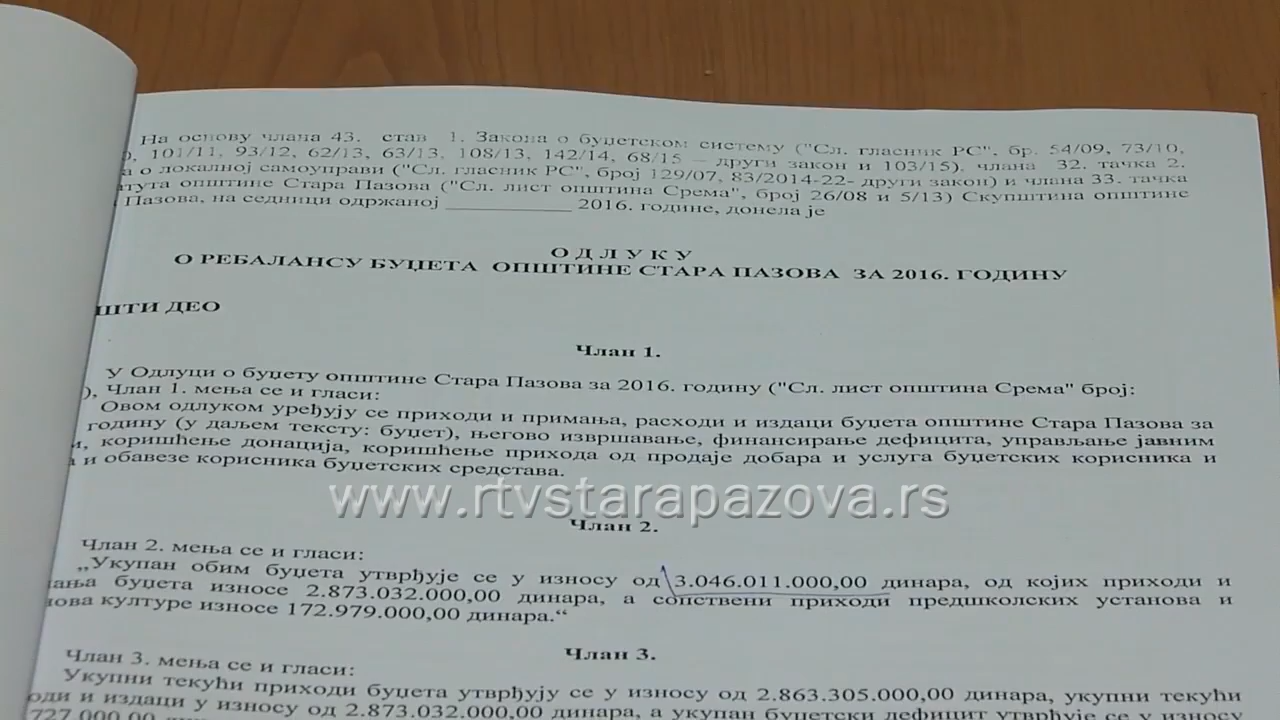 На основу члана 43. став 1. Закона о буџетском систему ("Сл. гласник РС", бр. 54/09, 73/10,
101/11, 93/12, 62/13, 63/13, 108/13, 142/14, 68/15 – други закон и 103/15), члана 32. тачка 2.
а о локалној самоуправи ("Сл. гласник РС", број 129/07, 83/2014-22- други закон) и члана 33. тачка
тута општине Стара Пазова ("Сл. лист општина Срема", број 26/08 и 5/13) Скупштина општине
Пазова, на седници одржаној ____________ 2016. године, донела је
О Д Л У К У
О РЕБАЛАНСУ БУЏЕТА ОПШТИНЕ СТАРА ПАЗОВА ЗА 2016. ГОДИНУ
ШТИ ДЕО
Члан 1.
У Одлуци о буџету општине Стара Пазова за 2016. годину ("Сл. лист општина Срема" број:
), Члан 1. мења се и гласи:
Овом одлуком уређују се приходи и примања, расходи и издаци буџета општине Стара Пазова за
годину (у даљем тексту: буџет), његово извршавање, финансирање дефицита, управљање јавним
и, коришћење донација, коришћење прихода од продаје добара и услуга буџетских корисника и
и обавезе корисника буџетских средстава.
www.rtvstarapazova.rs
Члан 2.
Члан 2. мења се и гласи:
„Укупан обим буџета утврђује се у износу од 3.046.011.000,00 динара, од којих приходи и
ања буџета износе 2.873.032.000,00 динара, а сопствени приходи предшколских установа и
нова културе износе 172.979.000,00 динара.“
Члан 3.
Члан 3. мења се и гласи:
Укупни текући приходи буџета утврђују се у износу од 2.863.305.000,00 динара, укупни текући
оди и издаци у износу од 2.873.032.000,00 динара, а укупан буџетски дефицит утврђује се у износу
727.000,00